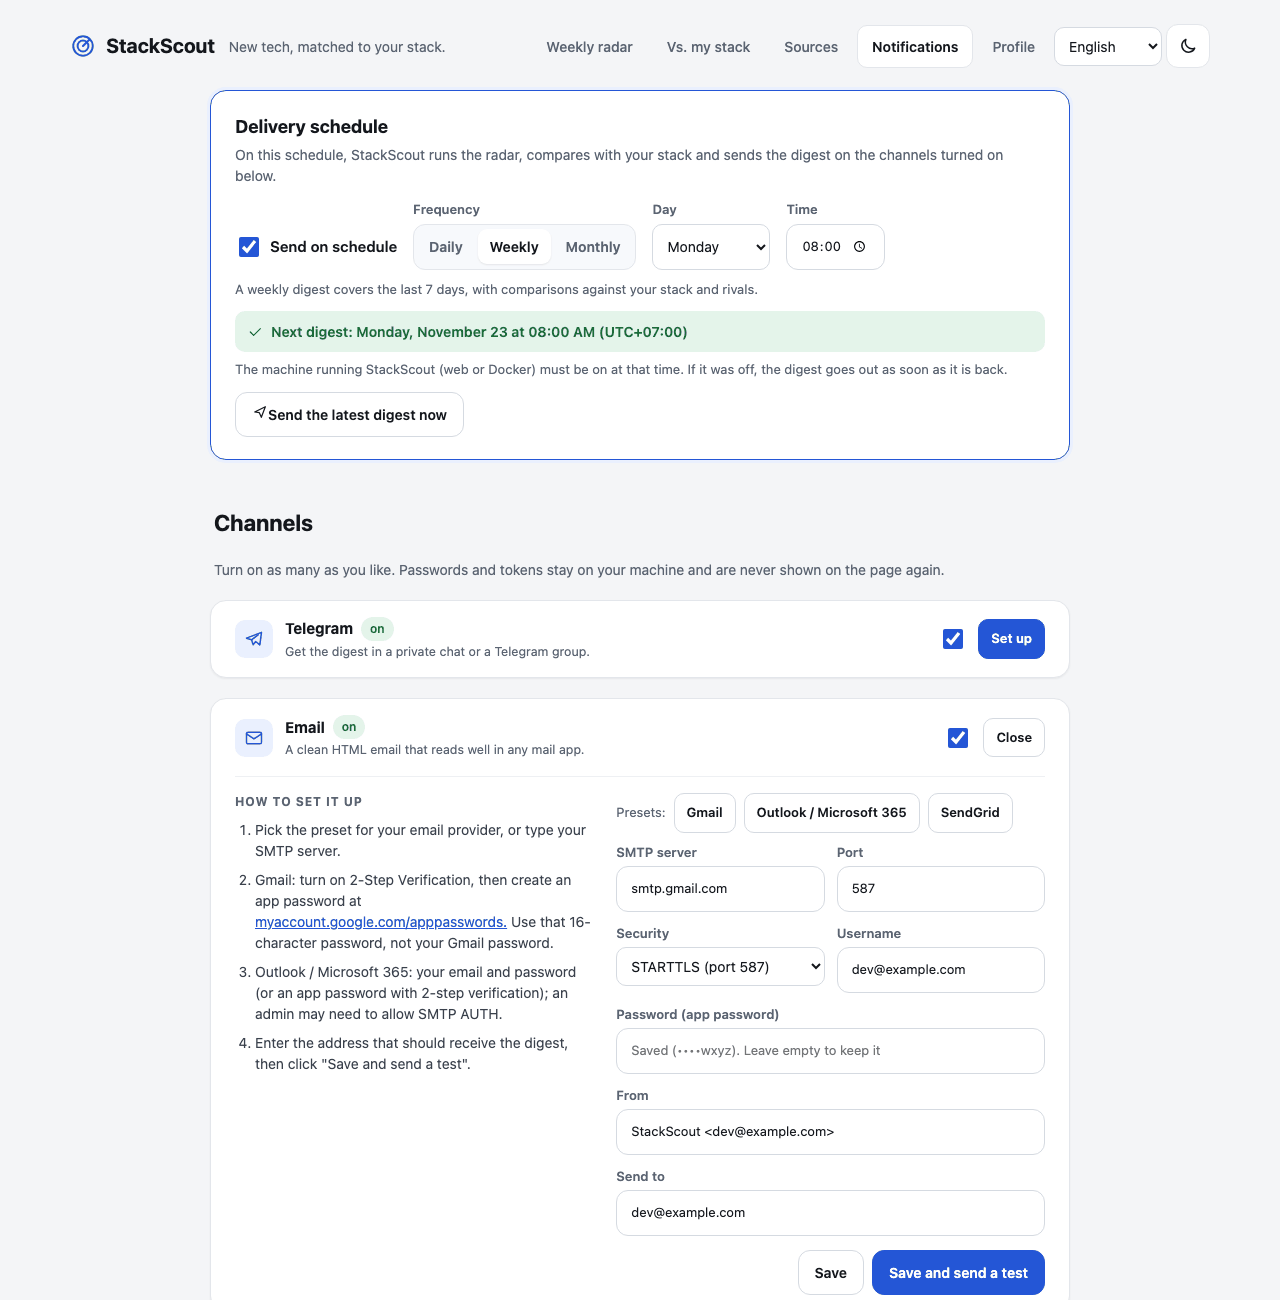 StackScout
New tech, matched to your stack.
Weekly radar
Vs. my stack
Sources
Notifications
Profile
English
Delivery schedule
On this schedule, StackScout runs the radar, compares with your stack and sends the digest on the channels turned on
below.
Send on schedule
Frequency
Daily
Weekly
Monthly
Day
Monday
Time
08:00
A weekly digest covers the last 7 days, with comparisons against your stack and rivals.
Next digest: Monday, November 23 at 08:00 AM (UTC+07:00)
The machine running StackScout (web or Docker) must be on at that time. If it was off, the digest goes out as soon as it is back.
Send the latest digest now
Channels
Turn on as many as you like. Passwords and tokens stay on your machine and are never shown on the page again.
Telegram on
Get the digest in a private chat or a Telegram group.
Set up
Email on
A clean HTML email that reads well in any mail app.
Close
HOW TO SET IT UP
1. Pick the preset for your email provider, or type your
SMTP server.
2. Gmail: turn on 2-Step Verification, then create an
app password at
myaccount.google.com/apppasswords. Use that 16-
character password, not your Gmail password.
3. Outlook / Microsoft 365: your email and password
(or an app password with 2-step verification); an
admin may need to allow SMTP AUTH.
4. Enter the address that should receive the digest,
then click "Save and send a test".
Presets:
Gmail
Outlook / Microsoft 365
SendGrid
SMTP server
smtp.gmail.com
Port
587
Security
STARTTLS (port 587)
Username
dev@example.com
Password (app password)
Saved (••••wxyz). Leave empty to keep it
From
StackScout <dev@example.com>
Send to
dev@example.com
Save
Save and send a test